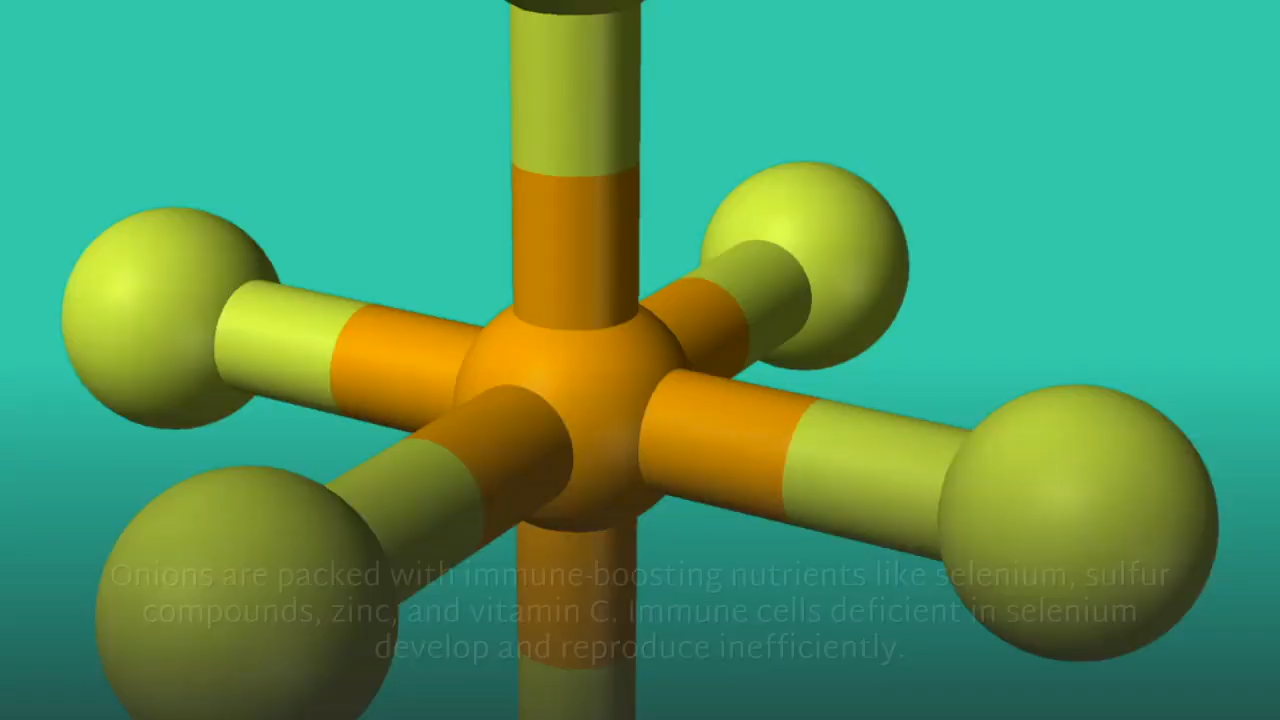 Onions are packed with immune-boosting nutrients like selenium, sulfur
compounds, zinc, and vitamin C. Immune cells deficient in selenium
develop and reproduce inefficiently.